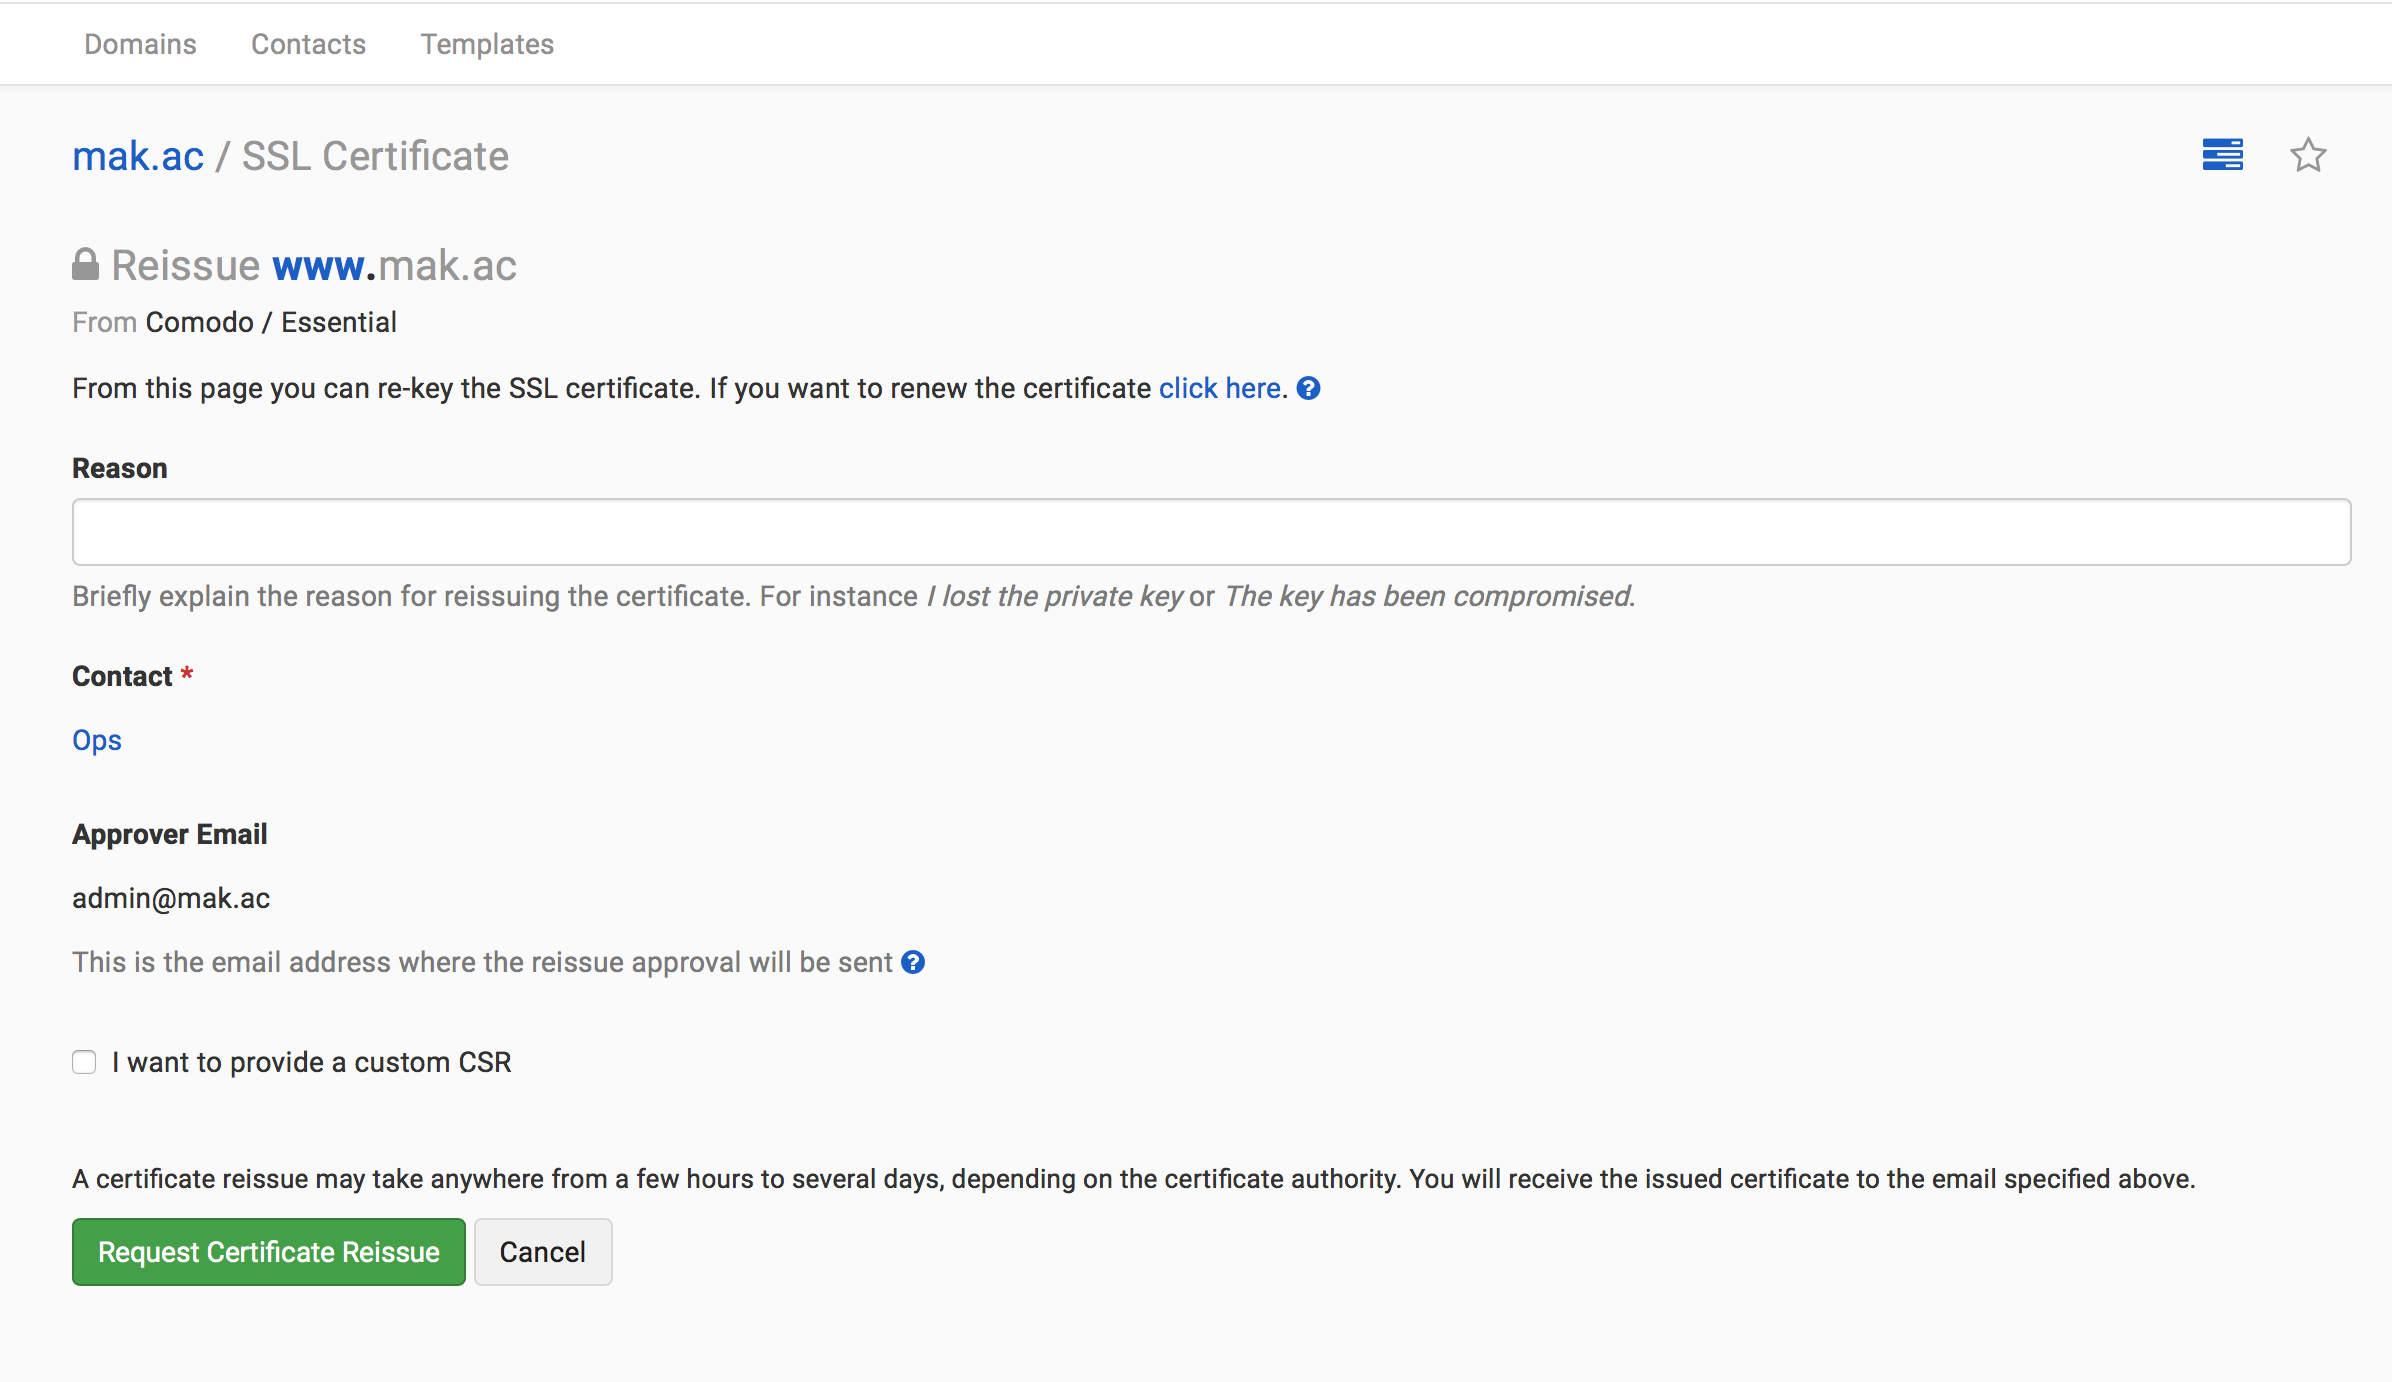 Domains Contacts Templates
mak.ac / SSL Certificate
Reissue www.mak.ac
From Comodo / Essential
From this page you can re-key the SSL certificate. If you want to renew the certificate click here. ?
Reason
Briefly explain the reason for reissuing the certificate. For instance I lost the private key or The key has been compromised.
Contact *
Ops
Approver Email
admin@mak.ac
This is the email address where the reissue approval will be sent ?
I want to provide a custom CSR
A certificate reissue may take anywhere from a few hours to several days, depending on the certificate authority. You will receive the issued certificate to the email specified above.
Request Certificate Reissue Cancel